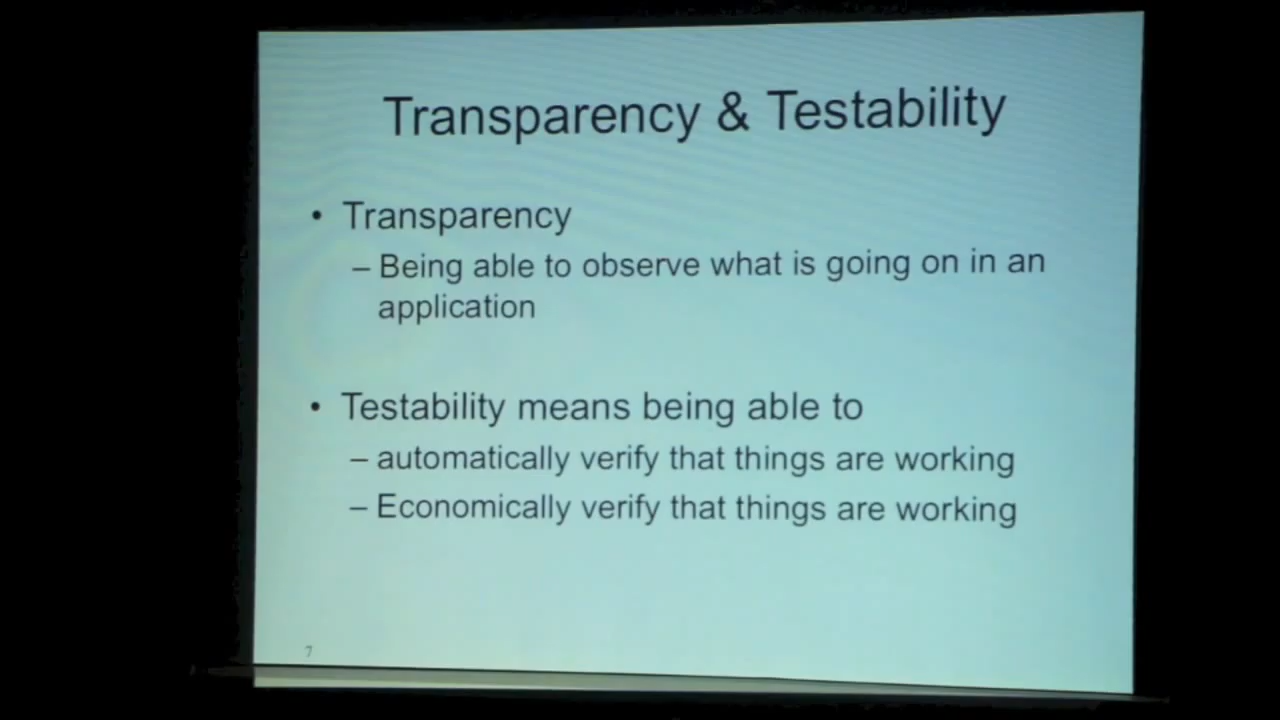 Transparency & Testability
• Transparency
– Being able to observe what is going on in an
application
• Testability means being able to
– automatically verify that things are working
– Economically verify that things are working
7